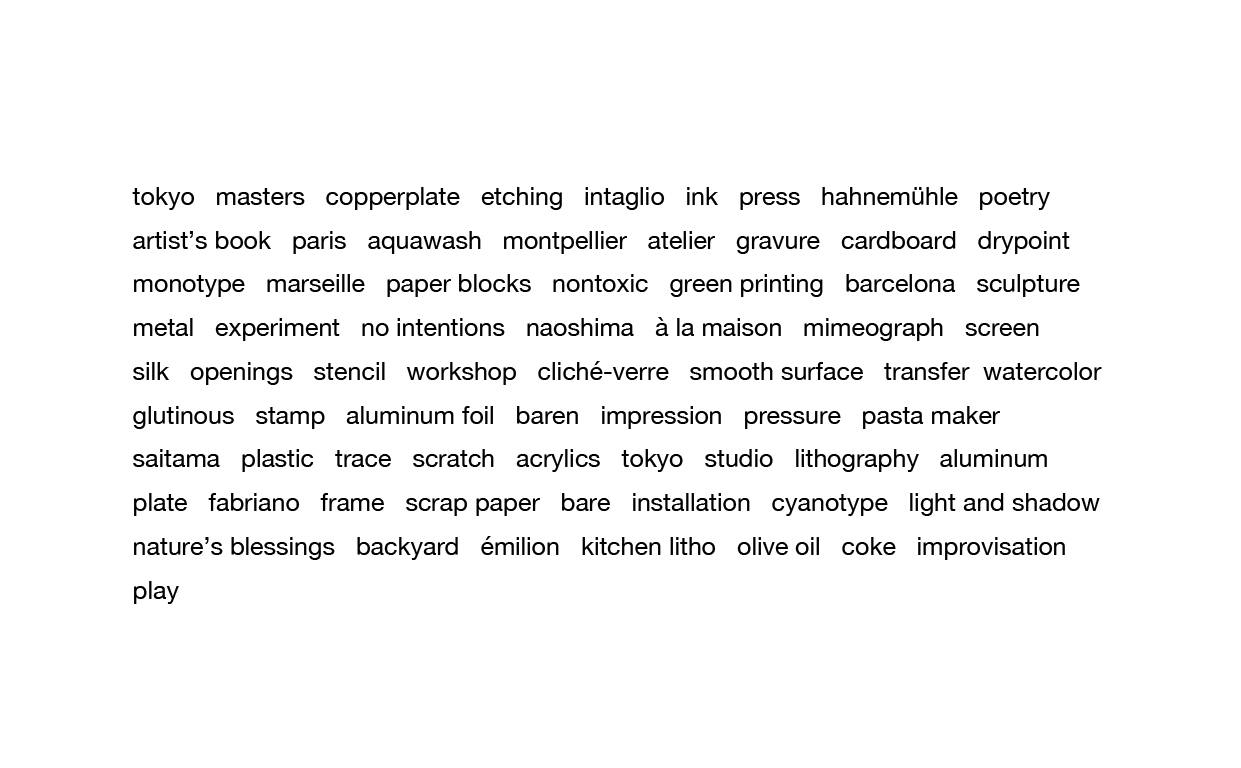 tokyo masters copperplate etching intaglio ink press hahnemühle poetry
artist’s book paris aquawash montpellier atelier gravure cardboard drypoint
monotype marseille paper blocks nontoxic green printing barcelona sculpture
metal experiment no intentions naoshima à la maison mimeograph screen
silk openings stencil workshop cliché-verre smooth surface transfer watercolor
glutinous stamp aluminum foil baren impression pressure pasta maker
saitama plastic trace scratch acrylics tokyo studio lithography aluminum
plate fabriano frame scrap paper bare installation cyanotype light and shadow
nature’s blessings backyard émilion kitchen litho olive oil coke improvisation
play